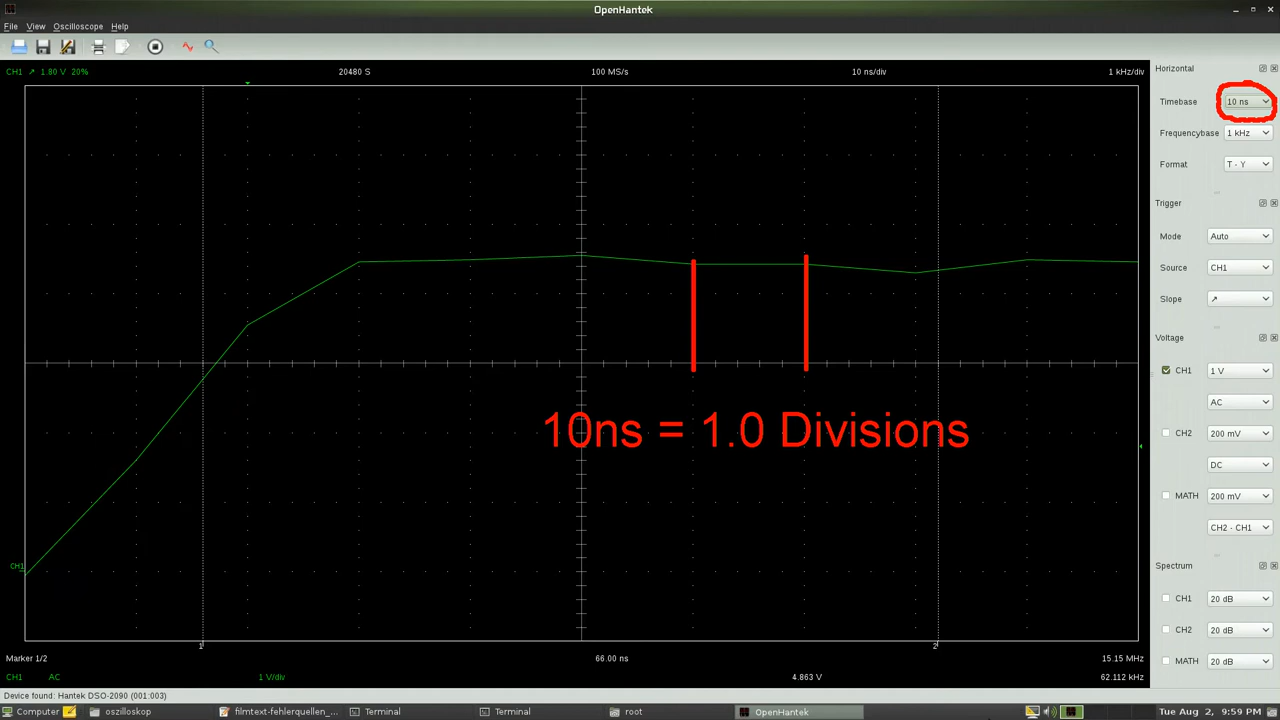 OpenHantek
File View Oscilloscope Help
CH1 ↗ 1.80 V 20% 20480 S 100 MS/s 10 ns/div 1 kHz/div
Horizontal
Timebase 10 ns
Frequencybase 1 kHz
Format T - Y
Trigger
Mode Auto
Source CH1
Slope ↗
Voltage
CH1 1 V
AC
CH2 200 mV
DC
MATH 200 mV
CH2 - CH1
Spectrum
CH1 20 dB
CH2 20 dB
MATH 20 dB
10ns = 1.0 Divisions
CH1
1 2
Marker 1/2 66.00 ns 15.15 MHz
CH1 AC 1 V/div 4.863 V 62.112 kHz
Device found: Hantek DSO-2090 (001:003)
Computer oszilloskop filmtext-fehlerquellen_... Terminal Terminal root OpenHantek Tue Aug 2, 9:59 PM